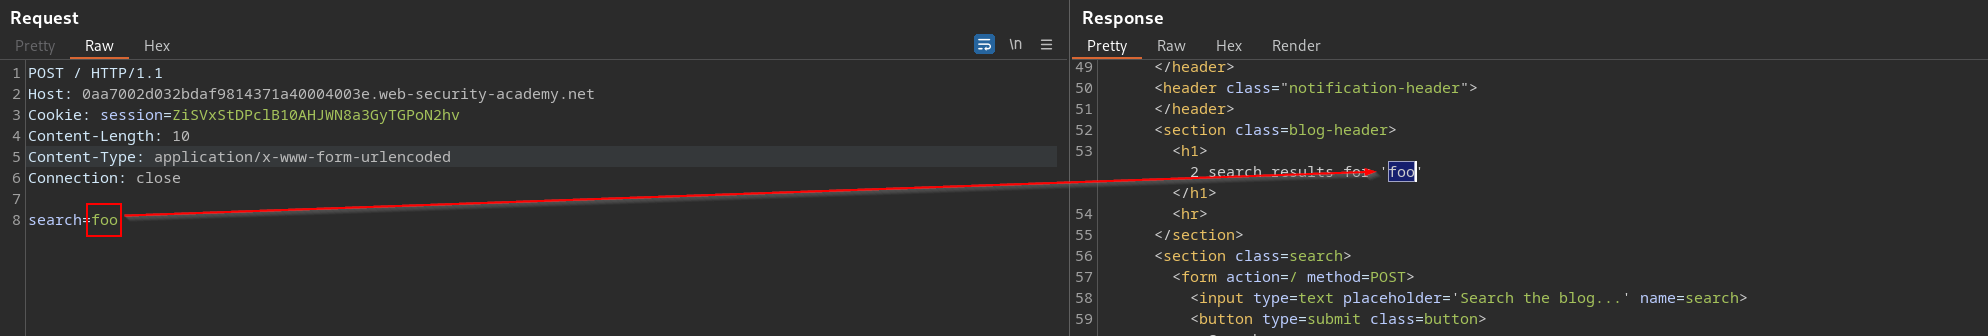 Request
Pretty Raw Hex \n
1 POST / HTTP/1.1
2 Host: 0aa7002d032bdaf9814371a40004003e.web-security-academy.net
3 Cookie: session=ZiSVxStDPclB10AHJWN8a3GyTGPoN2hv
4 Content-Length: 10
5 Content-Type: application/x-www-form-urlencoded
6 Connection: close
7
8 search=foo
Response
Pretty Raw Hex Render
49 </header>
50 <header class="notification-header">
51 </header>
52 <section class=blog-header>
53 <h1>
2 search results for 'foo'
</h1>
54 <hr>
55 </section>
56 <section class=search>
57 <form action=/ method=POST>
58 <input type=text placeholder='Search the blog...' name=search>
59 <button type=submit class=button>